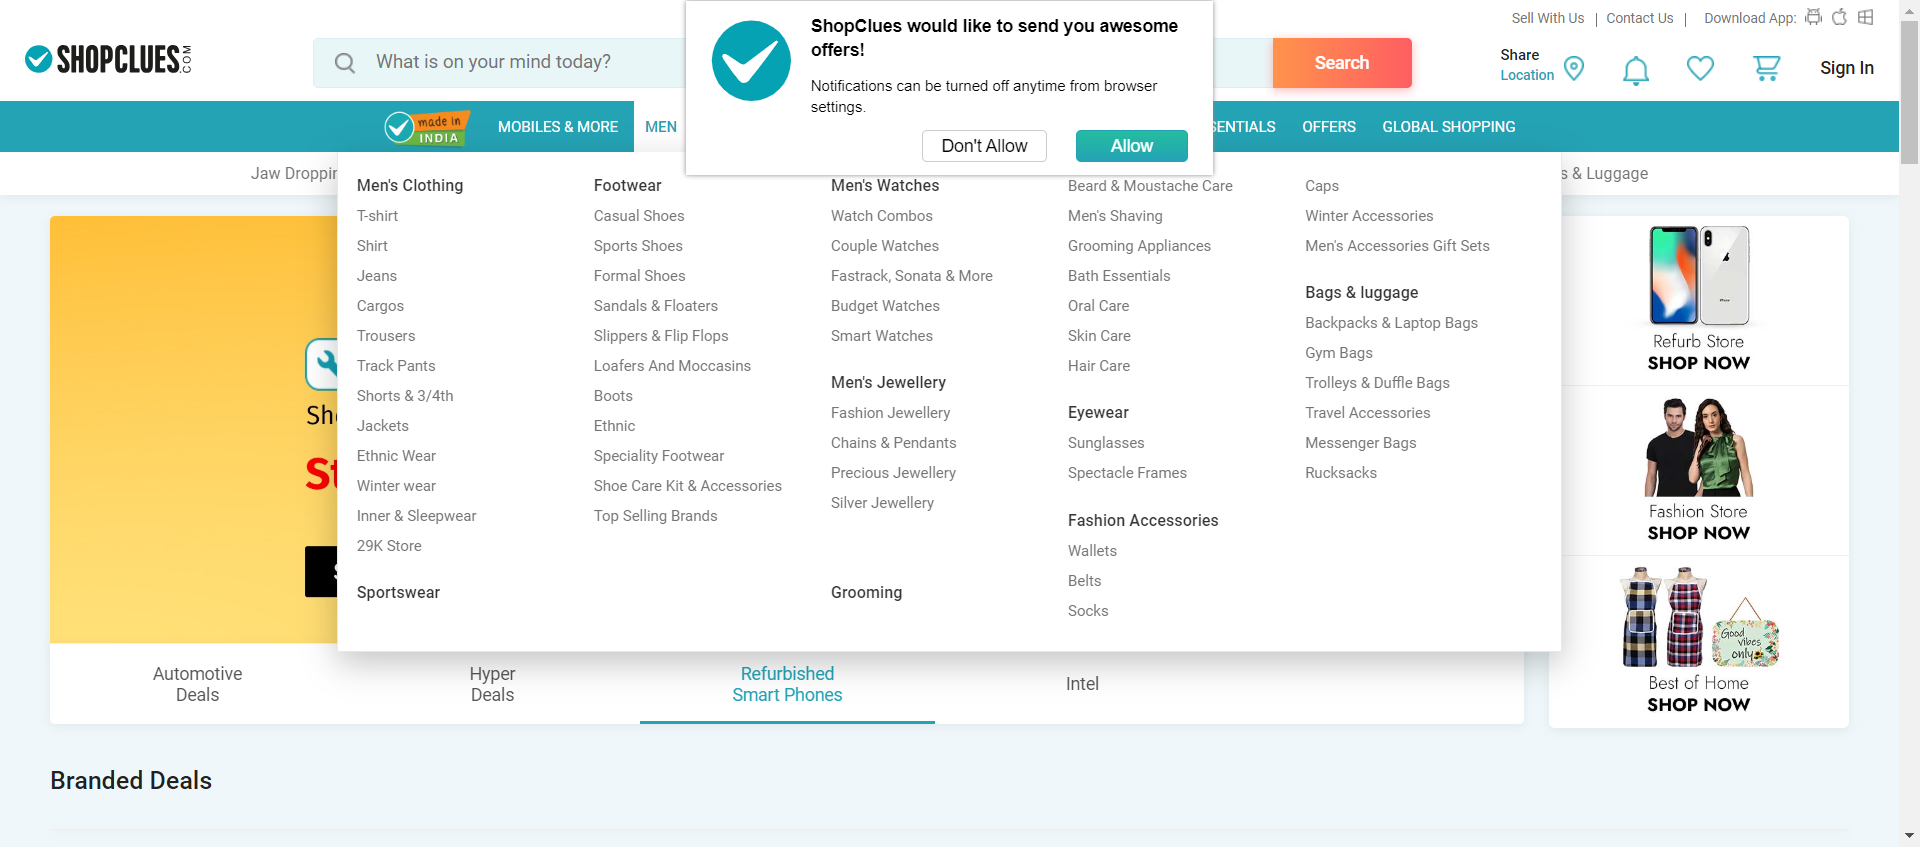 Sell With Us | Contact Us | Download App:
SHOPCLUES.COM
What is on your mind today?
Search
Share
Location
Sign In
ShopClues would like to send you awesome
offers!
Notifications can be turned off anytime from browser
settings.
Don't Allow
Allow
made in
INDIA
MOBILES & MORE
MEN
SENTIALS
OFFERS
GLOBAL SHOPPING
Jaw Droppin
s & Luggage
Men's Clothing
T-shirt
Shirt
Jeans
Cargos
Trousers
Track Pants
Shorts & 3/4th
Jackets
Ethnic Wear
Winter wear
Inner & Sleepwear
29K Store
Sportswear
Footwear
Casual Shoes
Sports Shoes
Formal Shoes
Sandals & Floaters
Slippers & Flip Flops
Loafers And Moccasins
Boots
Ethnic
Speciality Footwear
Shoe Care Kit & Accessories
Top Selling Brands
Men's Watches
Watch Combos
Couple Watches
Fastrack, Sonata & More
Budget Watches
Smart Watches
Men's Jewellery
Fashion Jewellery
Chains & Pendants
Precious Jewellery
Silver Jewellery
Grooming
Beard & Moustache Care
Men's Shaving
Grooming Appliances
Bath Essentials
Oral Care
Skin Care
Hair Care
Eyewear
Sunglasses
Spectacle Frames
Fashion Accessories
Wallets
Belts
Socks
Caps
Winter Accessories
Men's Accessories Gift Sets
Bags & luggage
Backpacks & Laptop Bags
Gym Bags
Trolleys & Duffle Bags
Travel Accessories
Messenger Bags
Rucksacks
Sh
St
Refurb Store
SHOP NOW
Fashion Store
SHOP NOW
Good
vibes
only
Best of Home
SHOP NOW
Automotive
Deals
Hyper
Deals
Refurbished
Smart Phones
Intel
Branded Deals